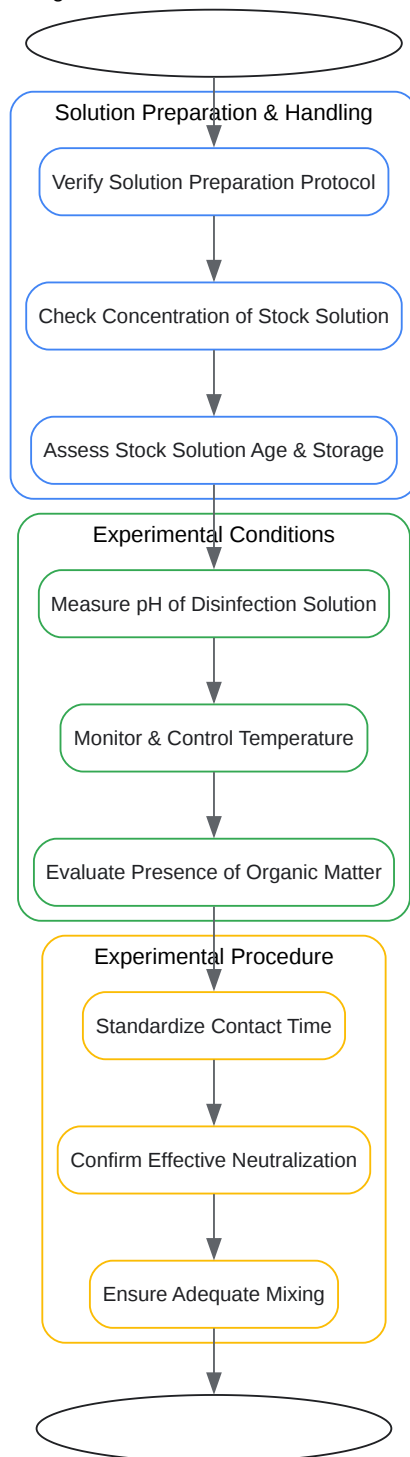 Solution Preparation & Handling
Verify Solution Preparation Protocol
Check Concentration of Stock Solution
Assess Stock Solution Age & Storage
Experimental Conditions
Measure pH of Disinfection Solution
Monitor & Control Temperature
Evaluate Presence of Organic Matter
Experimental Procedure
Standardize Contact Time
Confirm Effective Neutralization
Ensure Adequate Mixing